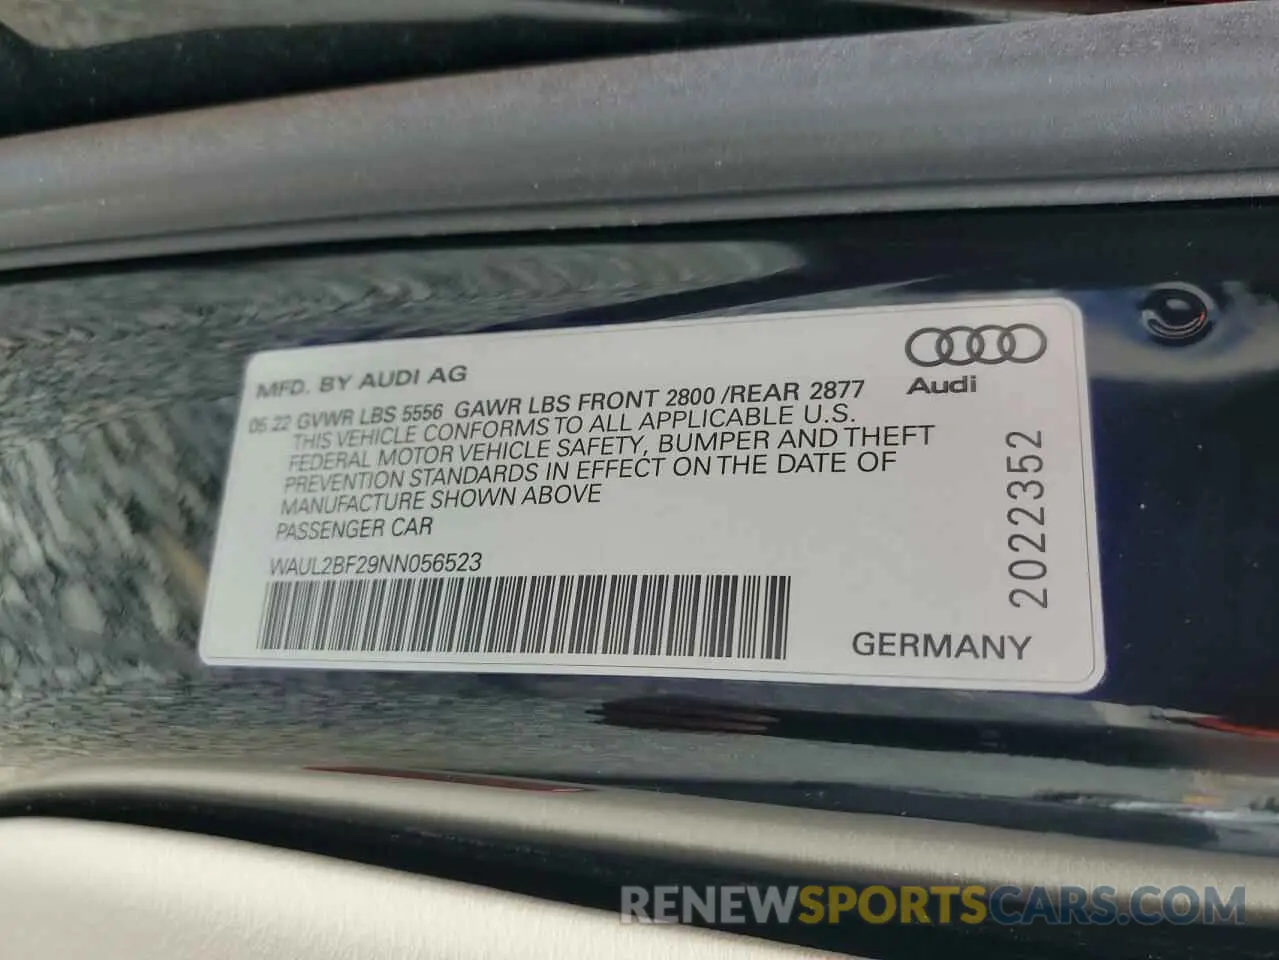 MFD. BY AUDI AG
Audi
05.22 GVWR LBS 5556 GAWR LBS FRONT 2800 /REAR 2877
THIS VEHICLE CONFORMS TO ALL APPLICABLE U.S.
FEDERAL MOTOR VEHICLE SAFETY, BUMPER AND THEFT
PREVENTION STANDARDS IN EFFECT ON THE DATE OF
MANUFACTURE SHOWN ABOVE
PASSENGER CAR
WAUL2BF29NN056523
2022352
GERMANY
RENEWSPORTSCARS.COM